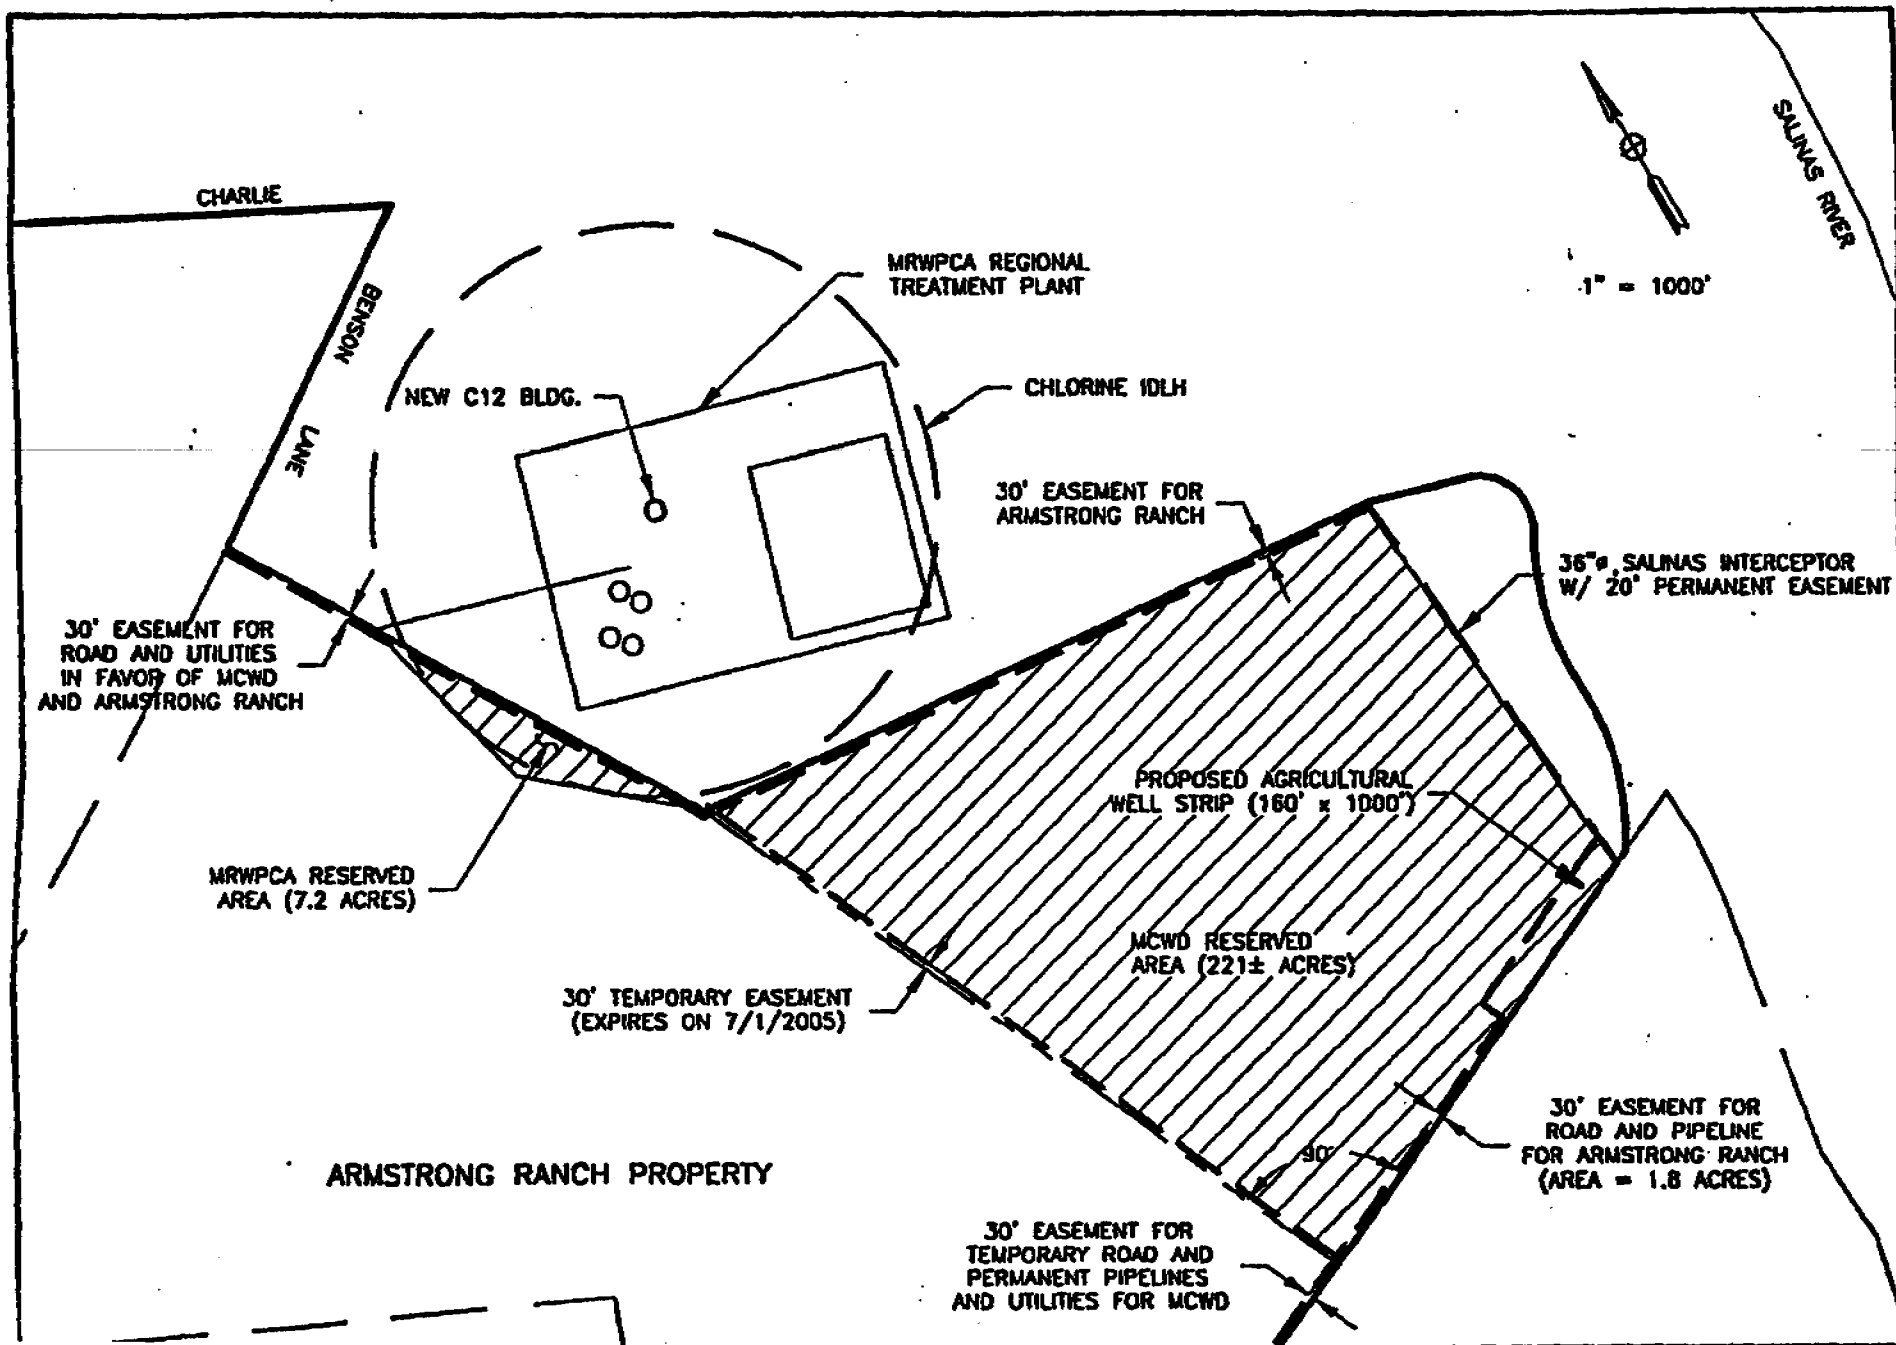 SALINAS RIVER
1" = 1000'
CHARLIE
BENSON
LANE
MRWPCA REGIONAL
TREATMENT PLANT
NEW C12 BLDG.
CHLORINE IDLH
30' EASEMENT FOR
ARMSTRONG RANCH
36"ø SALINAS INTERCEPTOR
W/ 20' PERMANENT EASEMENT
30' EASEMENT FOR
ROAD AND UTILITIES
IN FAVOR OF MCWD
AND ARMSTRONG RANCH
PROPOSED AGRICULTURAL
WELL STRIP (160' x 1000')
MRWPCA RESERVED
AREA (7.2 ACRES)
MCWD RESERVED
AREA (221± ACRES)
30' TEMPORARY EASEMENT
(EXPIRES ON 7/1/2005)
90°
30' EASEMENT FOR
ROAD AND PIPELINE
FOR ARMSTRONG RANCH
(AREA = 1.8 ACRES)
ARMSTRONG RANCH PROPERTY
30' EASEMENT FOR
TEMPORARY ROAD AND
PERMANENT PIPELINES
AND UTILITIES FOR MCWD